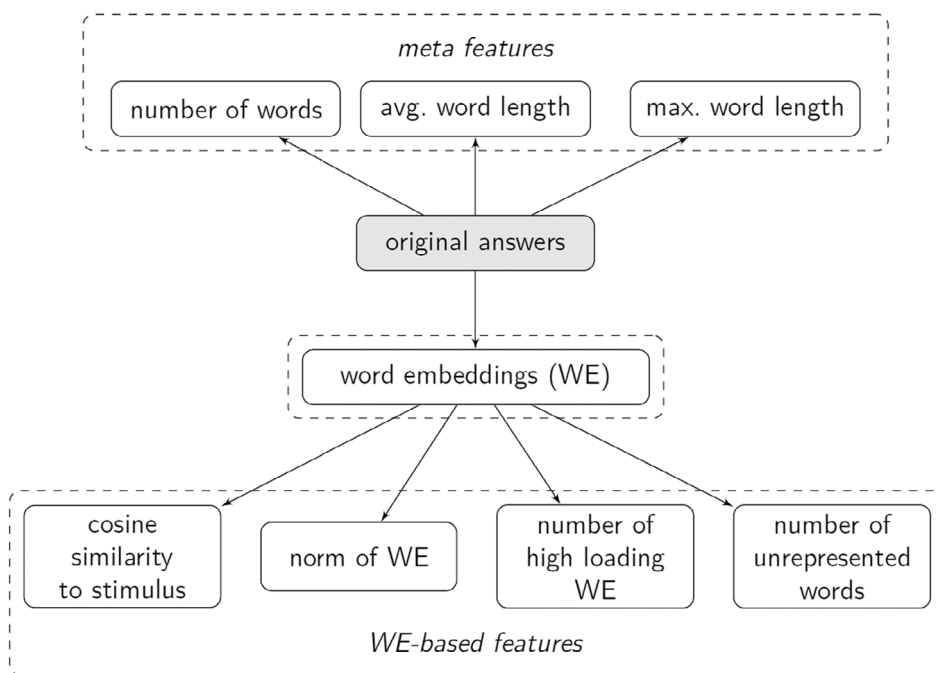 meta features
number of words
avg. word length
max. word length
original answers
word embeddings (WE)
cosine
similarity
to stimulus
norm of WE
number of
high loading
WE
number of
unrepresented
words
WE-based features